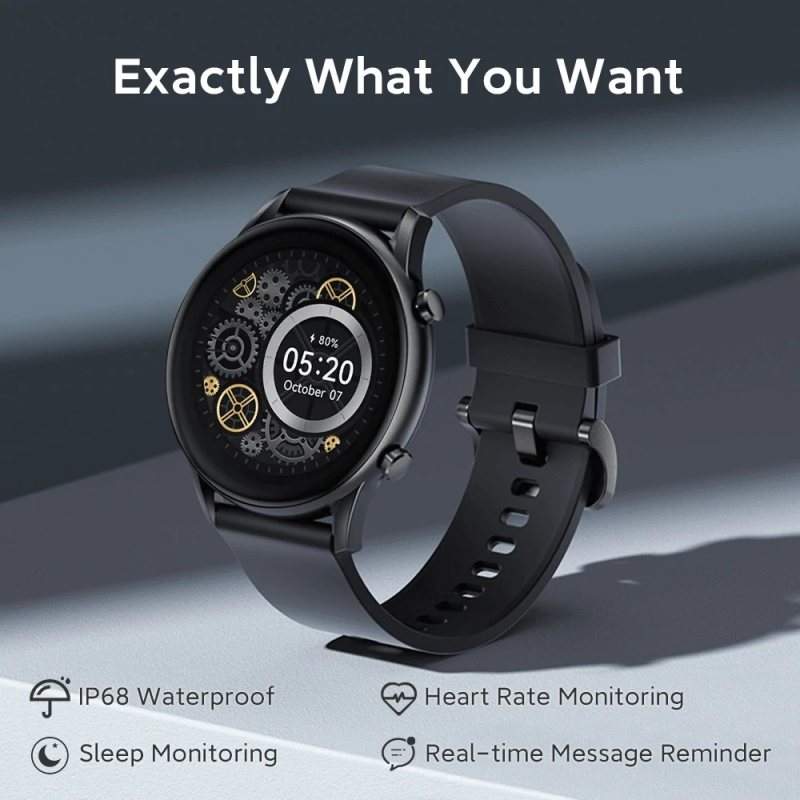 Exactly What You Want
80%
05:20
October 07
IP68 Waterproof
Heart Rate Monitoring
Sleep Monitoring
Real-time Message Reminder